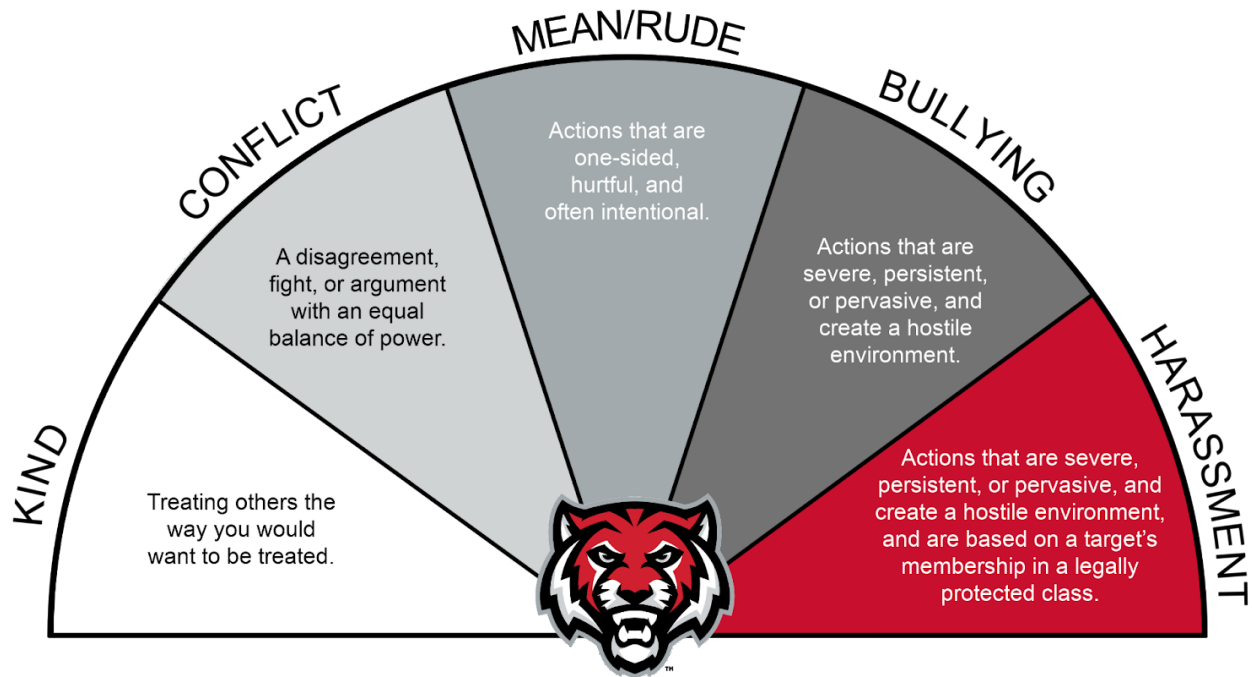 KIND
Treating others the
way you would
want to be treated.
CONFLICT
A disagreement,
fight, or argument
with an equal
balance of power.
MEAN/RUDE
Actions that are
one-sided,
hurtful, and
often intentional.
BULLYING
Actions that are
severe, persistent,
or pervasive, and
create a hostile
environment.
HARASSMENT
Actions that are severe,
persistent, or pervasive, and
create a hostile environment,
and are based on a target's
membership in a legally
protected class.
TM